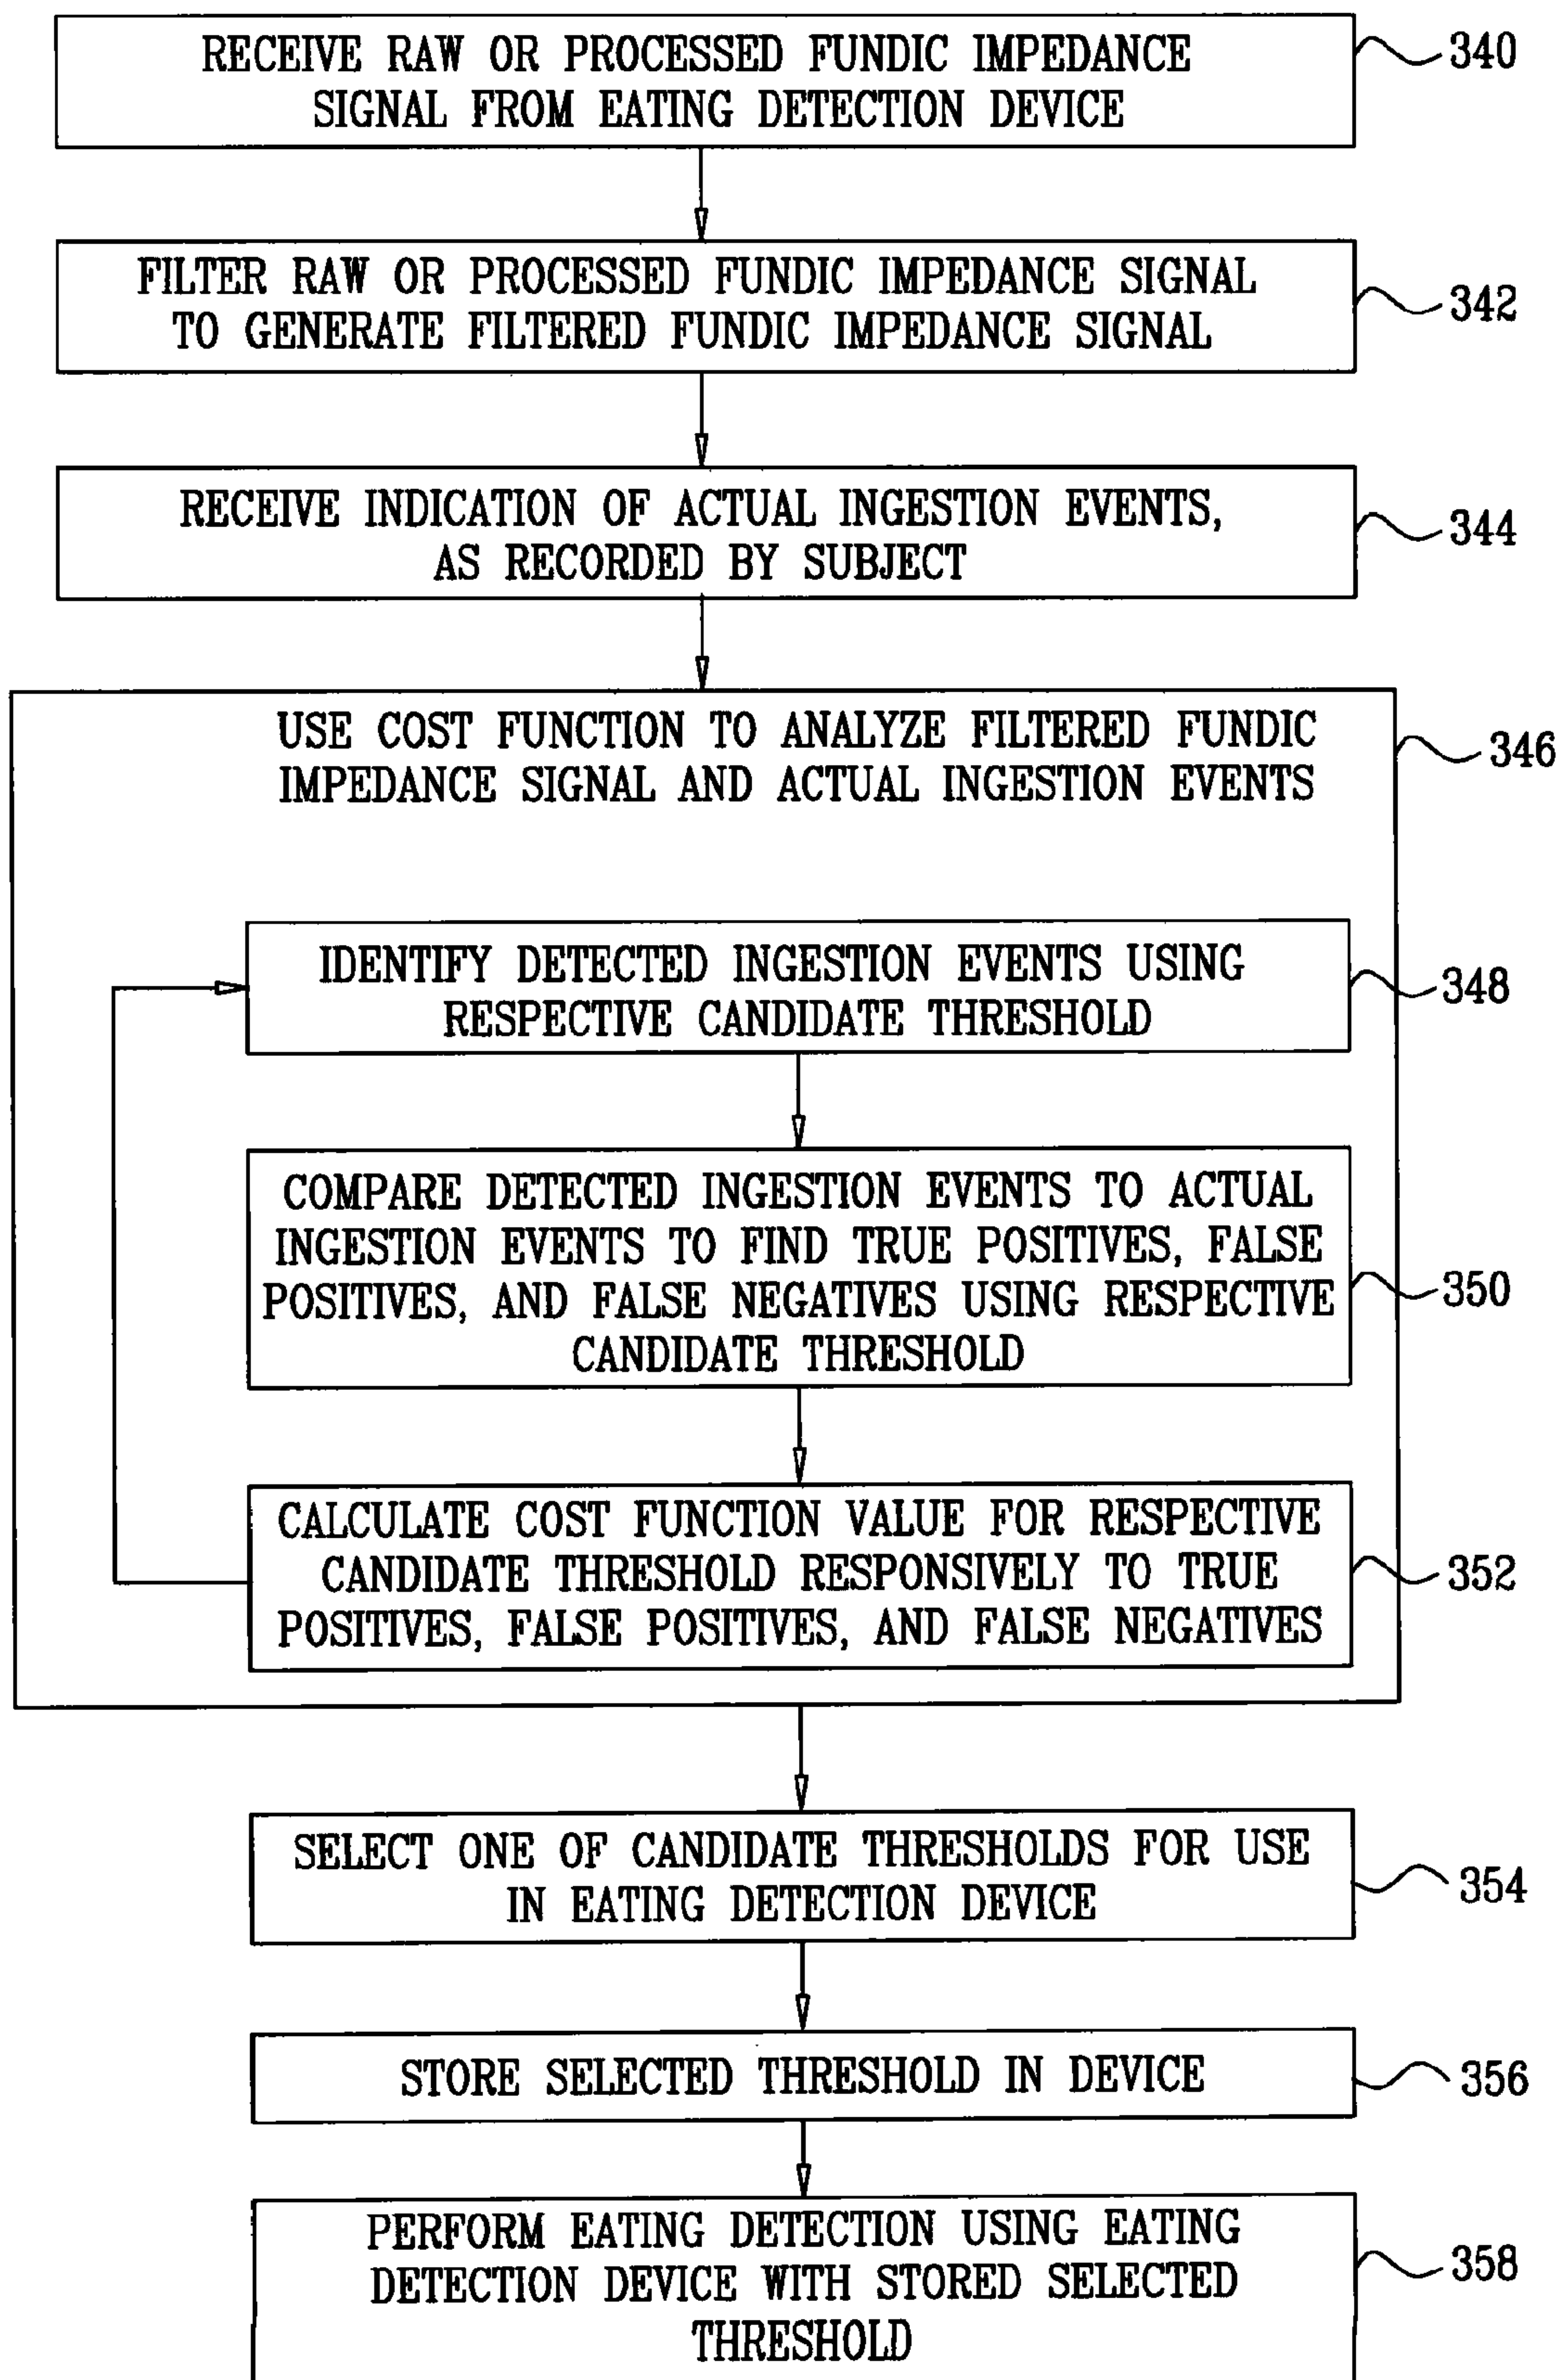 RECEIVE RAW OR PROCESSED FUNDIC IMPEDANCE
SIGNAL FROM EATING DETECTION DEVICE
340
FILTER RAW OR PROCESSED FUNDIC IMPEDANCE SIGNAL
TO GENERATE FILTERED FUNDIC IMPEDANCE SIGNAL
342
RECEIVE INDICATION OF ACTUAL INGESTION EVENTS,
AS RECORDED BY SUBJECT
344
USE COST FUNCTION TO ANALYZE FILTERED FUNDIC
IMPEDANCE SIGNAL AND ACTUAL INGESTION EVENTS
346
IDENTIFY DETECTED INGESTION EVENTS USING
RESPECTIVE CANDIDATE THRESHOLD
348
COMPARE DETECTED INGESTION EVENTS TO ACTUAL
INGESTION EVENTS TO FIND TRUE POSITIVES, FALSE
POSITIVES, AND FALSE NEGATIVES USING RESPECTIVE
CANDIDATE THRESHOLD
350
CALCULATE COST FUNCTION VALUE FOR RESPECTIVE
CANDIDATE THRESHOLD RESPONSIVELY TO TRUE
POSITIVES, FALSE POSITIVES, AND FALSE NEGATIVES
352
SELECT ONE OF CANDIDATE THRESHOLDS FOR USE
IN EATING DETECTION DEVICE
354
STORE SELECTED THRESHOLD IN DEVICE
356
PERFORM EATING DETECTION USING EATING
DETECTION DEVICE WITH STORED SELECTED
THRESHOLD
358